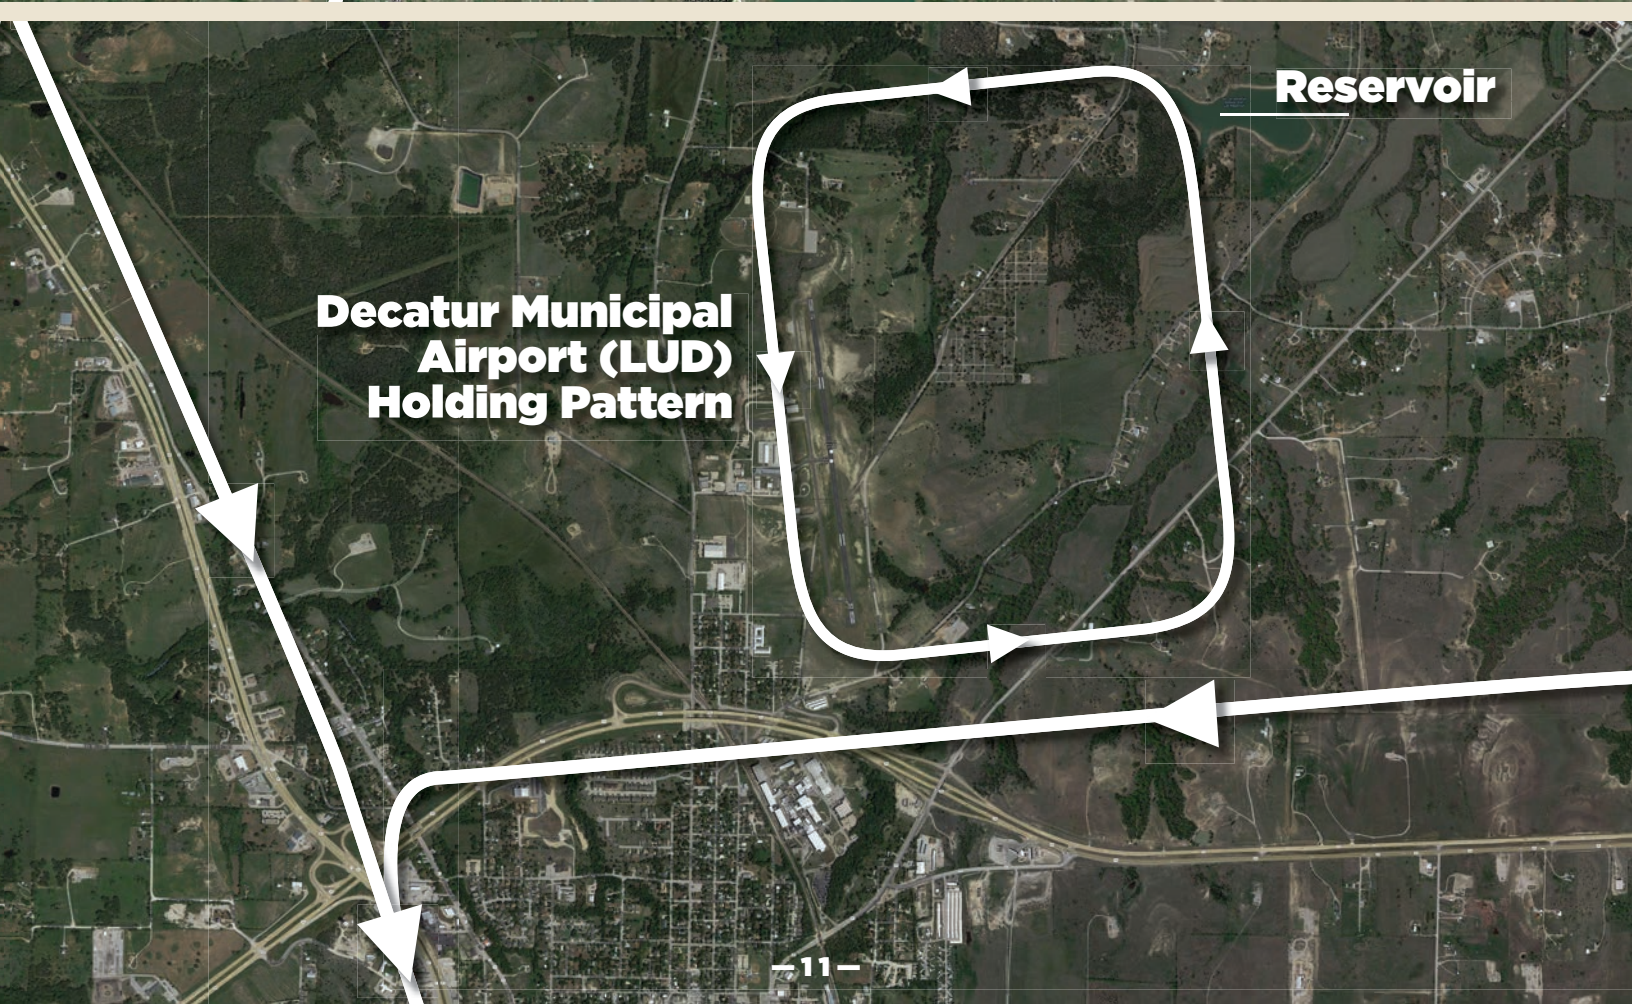 Reservoir
Decatur Municipal
Airport (LUD)
Holding Pattern
—11—